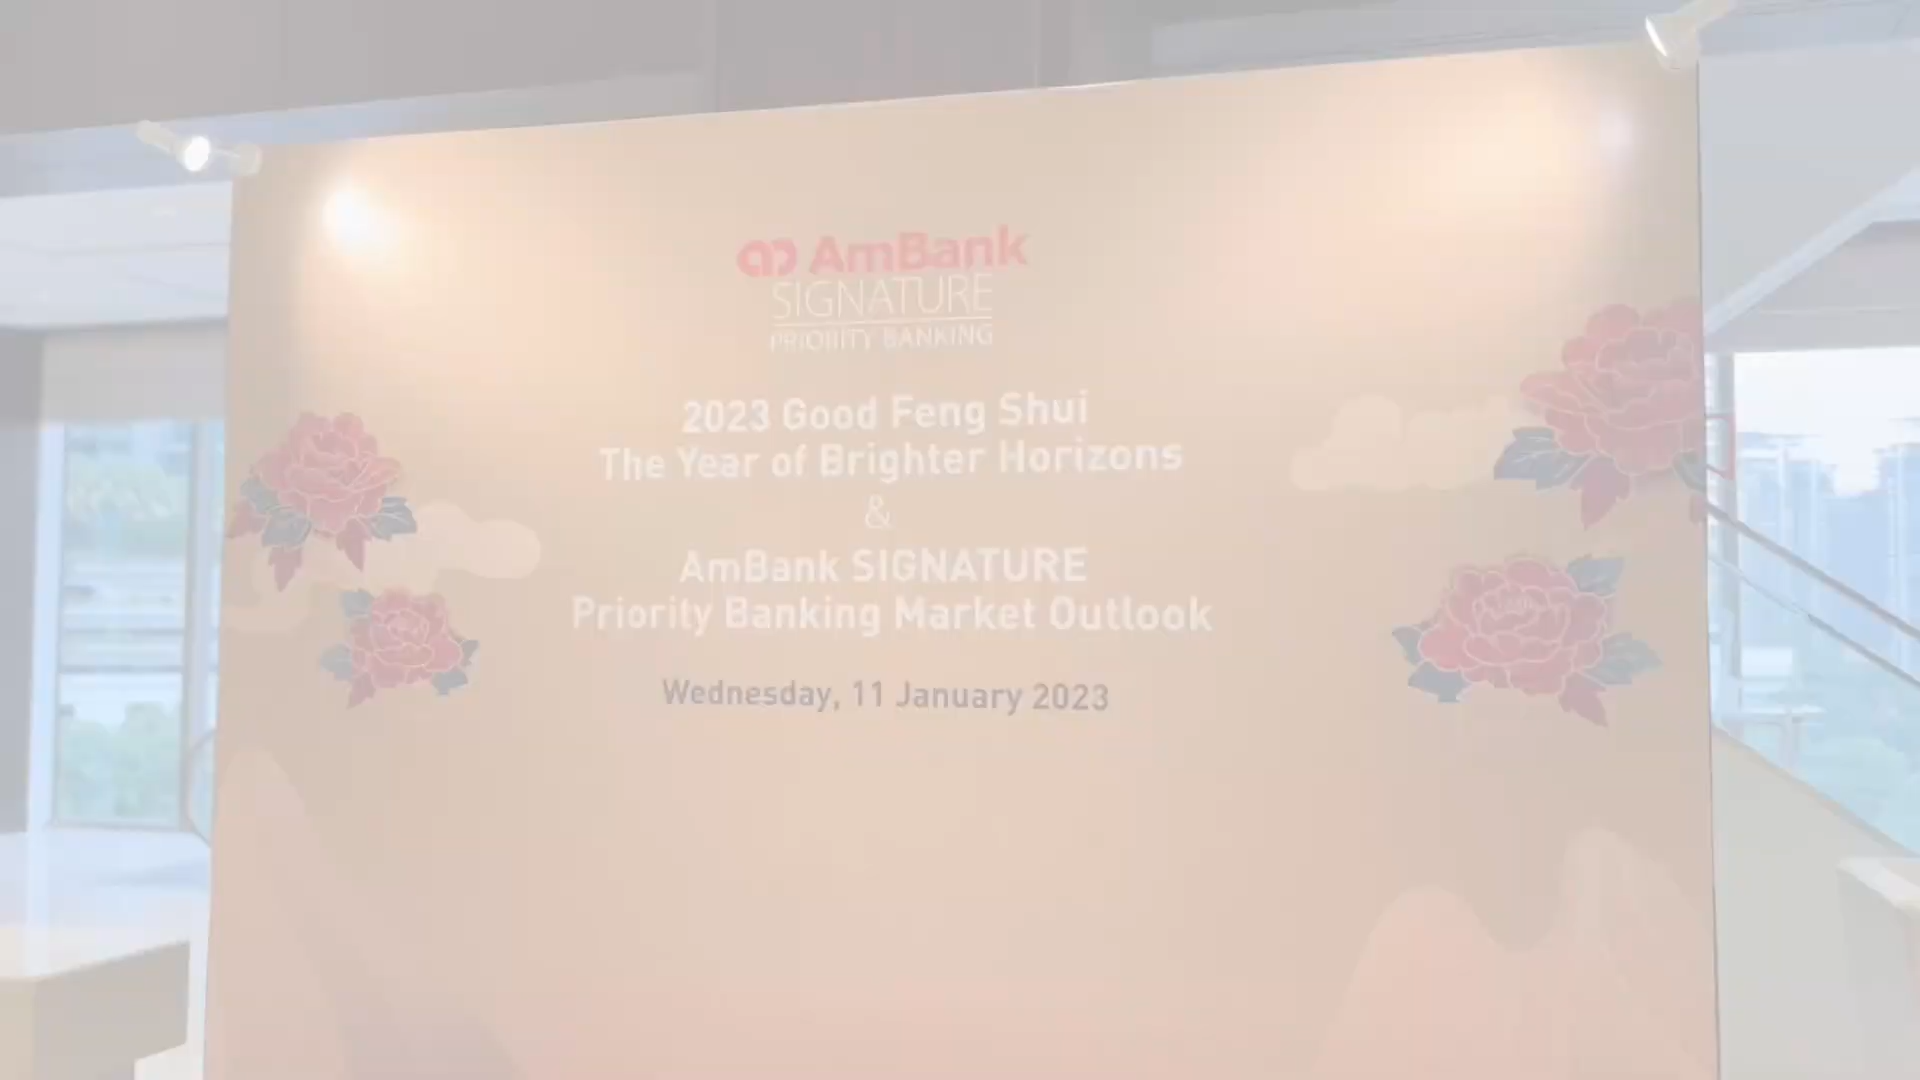 AmBank
SIGNATURE
PRIORITY BANKING
2023 Good Feng Shui
The Year of Brighter Horizons
&
AmBank SIGNATURE
Priority Banking Market Outlook
Wednesday, 11 January 2023